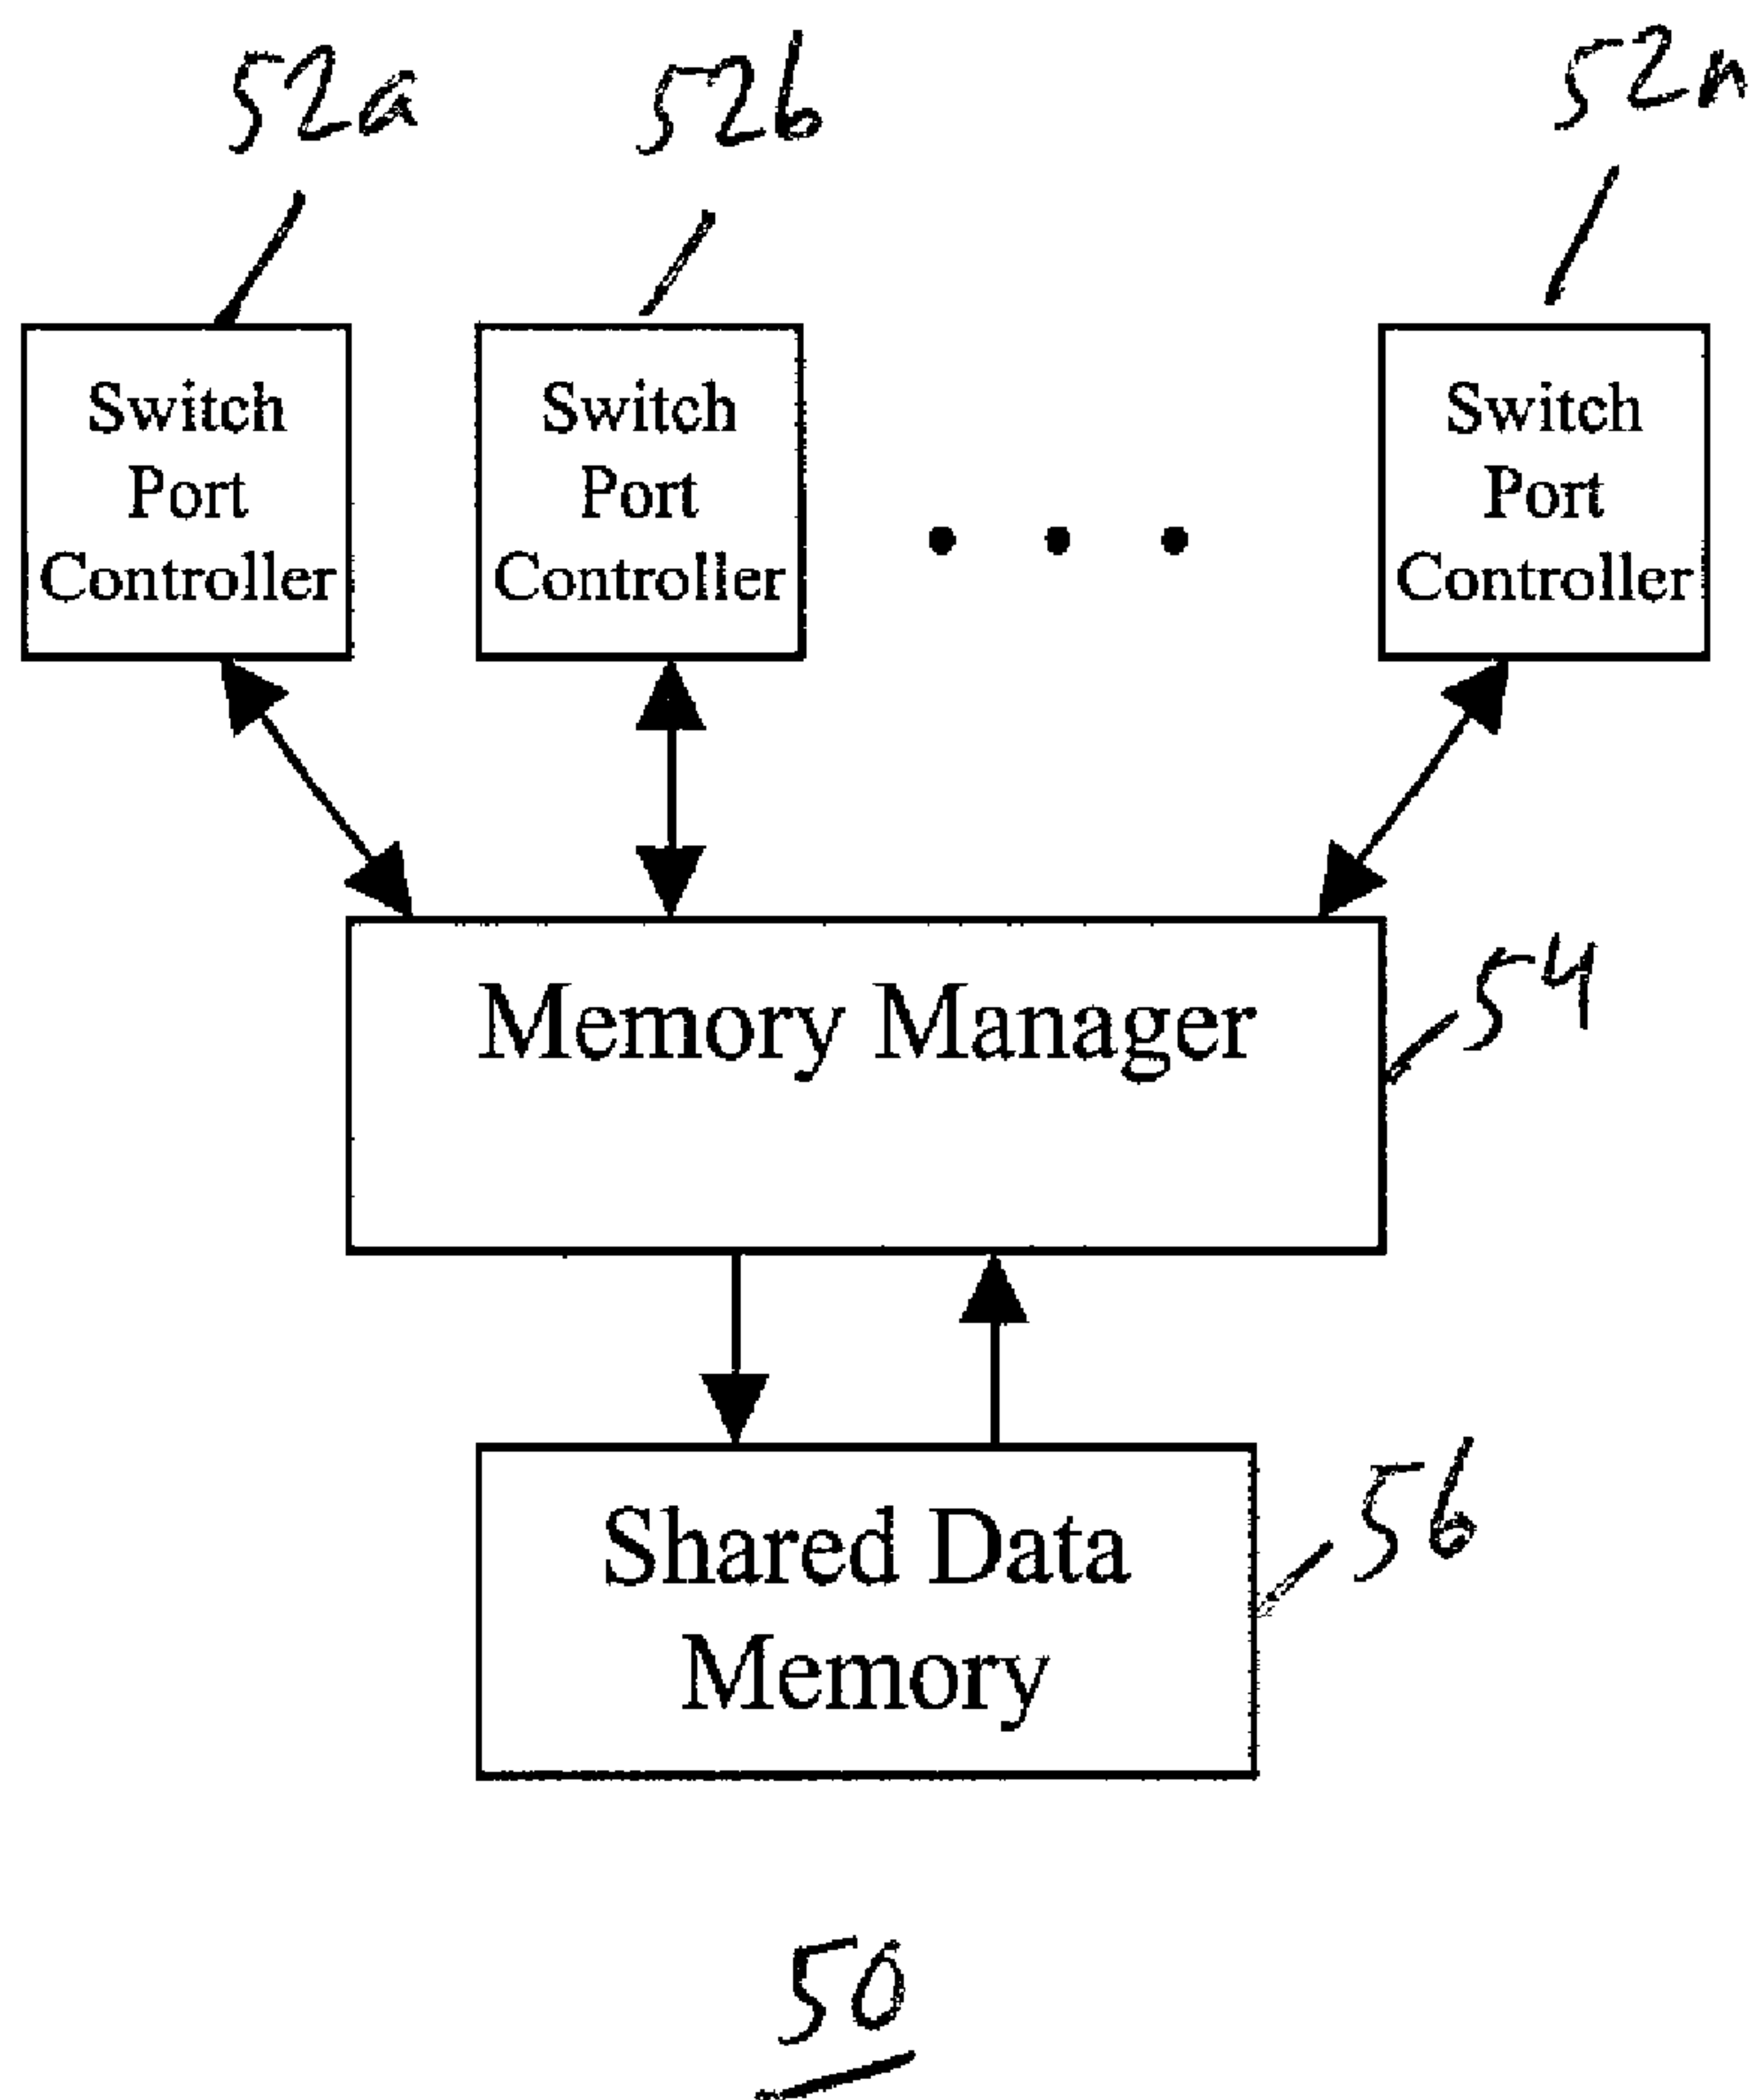 52a 52b 52n
Switch Switch Switch
Port Port Port
Controller Controller Controller
Memory Manager
54
Shared Data
56
Memory
50